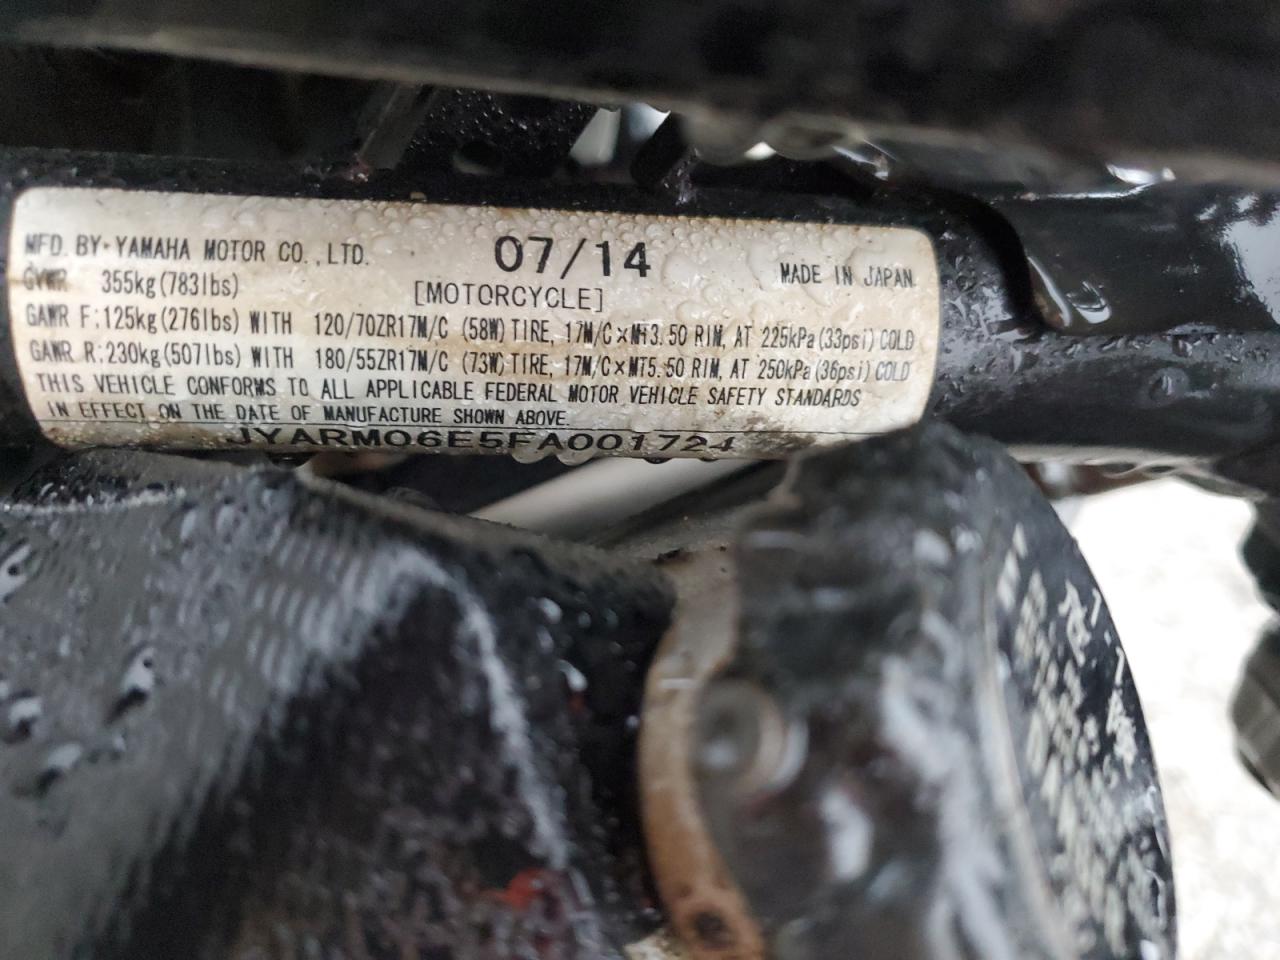 MFD. BY YAMAHA MOTOR CO.,LTD. 07/14 MADE IN JAPAN
GVWR 355kg(783lbs) [MOTORCYCLE]
GAWR F:125kg(276lbs) WITH 120/70ZR17M/C (58W)TIRE, 17M/C×MT3.50 RIM, AT 225kPa(33psi) COLD
GAWR R:230kg(507lbs) WITH 180/55ZR17M/C (73W)TIRE, 17M/C×MT5.50 RIM, AT 250kPa(36psi) COLD
THIS VEHICLE CONFORMS TO ALL APPLICABLE FEDERAL MOTOR VEHICLE SAFETY STANDARDS
IN EFFECT ON THE DATE OF MANUFACTURE SHOWN ABOVE.
JYARM06E5FA001724